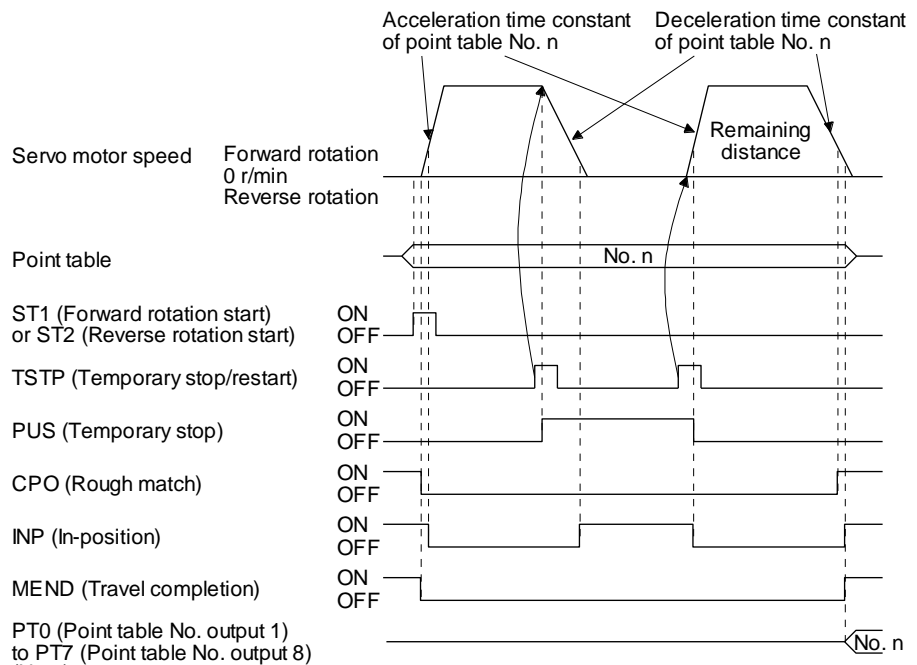 Acceleration time constant
of point table No. n
Deceleration time constant
of point table No. n
Servo motor speed
Forward rotation
0 r/min
Reverse rotation
Remaining
distance
Point table
No. n
ST1 (Forward rotation start)
or ST2 (Reverse rotation start)
ON
OFF
TSTP (Temporary stop/restart)
ON
OFF
PUS (Temporary stop)
ON
OFF
CPO (Rough match)
ON
OFF
INP (In-position)
ON
OFF
MEND (Travel completion)
ON
OFF
PT0 (Point table No. output 1)
to PT7 (Point table No. output 8)
No. n